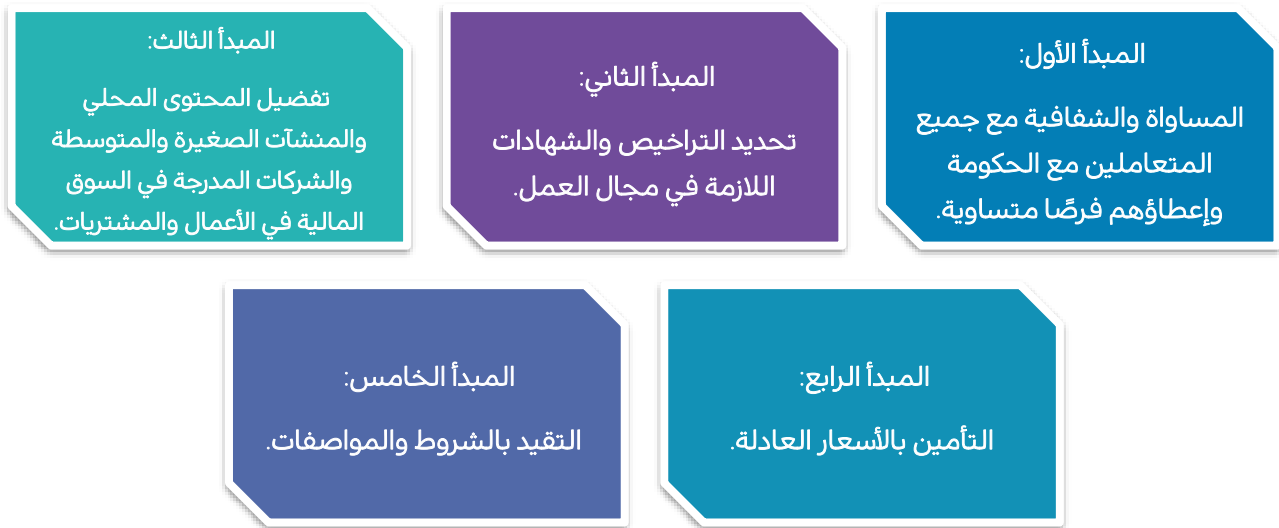 المبدأ الأول:
المساواة والشفافية مع جميع
المتعاملين مع الحكومة
وإعطاؤهم فرصًا متساوية.
المبدأ الثاني:
تحديد التراخيص والشهادات
اللازمة في مجال العمل.
المبدأ الثالث:
تفضيل المحتوى المحلي
والمنشآت الصغيرة والمتوسطة
والشركات المدرجة في السوق
المالية في الأعمال والمشتريات.
المبدأ الرابع:
التأمين بالأسعار العادلة.
المبدأ الخامس:
التقيد بالشروط والمواصفات.